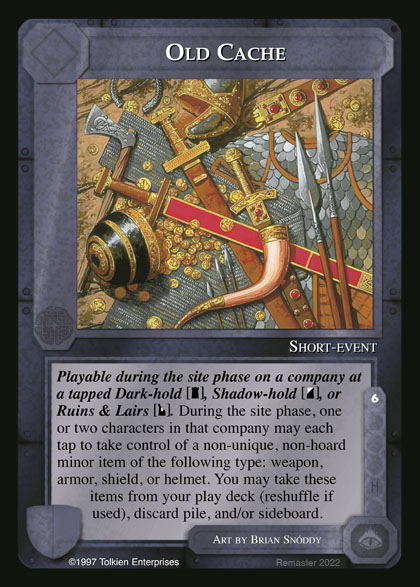 OLD CACHE
SHORT-EVENT
Playable during the site phase on a company at
a tapped Dark-hold [], Shadow-hold [], or
Ruins & Lairs []. During the site phase, one
or two characters in that company may each
tap to take control of a non-unique, non-hoard
minor item of the following type: weapon,
armor, shield, or helmet. You may take these
items from your play deck (reshuffle if
used), discard pile, and/or sideboard.
6
H
ART BY BRIAN SNÓDDY
©1997 Tolkien Enterprises
Remaster 2022